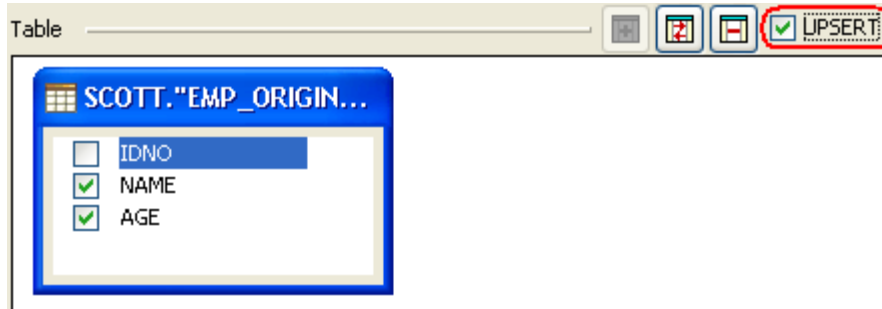 Table
UPSERT
SCOTT."EMP_ORIGIN...
IDNO
NAME
AGE